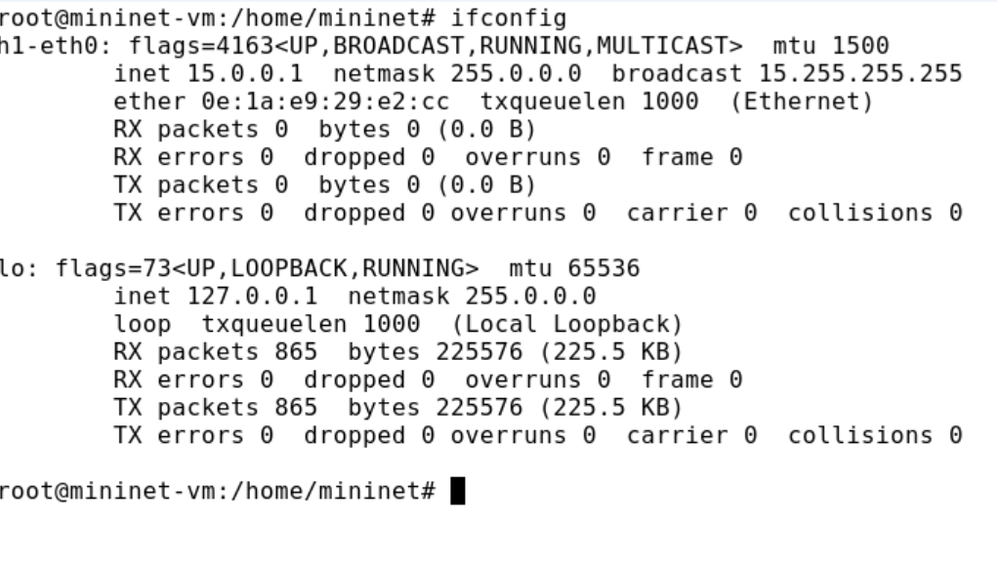 root@mininet-vm:/home/mininet# ifconfig
h1-eth0: flags=4163<UP,BROADCAST,RUNNING,MULTICAST>  mtu 1500
        inet 15.0.0.1  netmask 255.0.0.0  broadcast 15.255.255.255
        ether 0e:1a:e9:29:e2:cc  txqueuelen 1000  (Ethernet)
        RX packets 0  bytes 0 (0.0 B)
        RX errors 0  dropped 0  overruns 0  frame 0
        TX packets 0  bytes 0 (0.0 B)
        TX errors 0  dropped 0 overruns 0  carrier 0  collisions 0

lo: flags=73<UP,LOOPBACK,RUNNING>  mtu 65536
        inet 127.0.0.1  netmask 255.0.0.0
        loop  txqueuelen 1000  (Local Loopback)
        RX packets 865  bytes 225576 (225.5 KB)
        RX errors 0  dropped 0  overruns 0  frame 0
        TX packets 865  bytes 225576 (225.5 KB)
        TX errors 0  dropped 0 overruns 0  carrier 0  collisions 0

root@mininet-vm:/home/mininet#